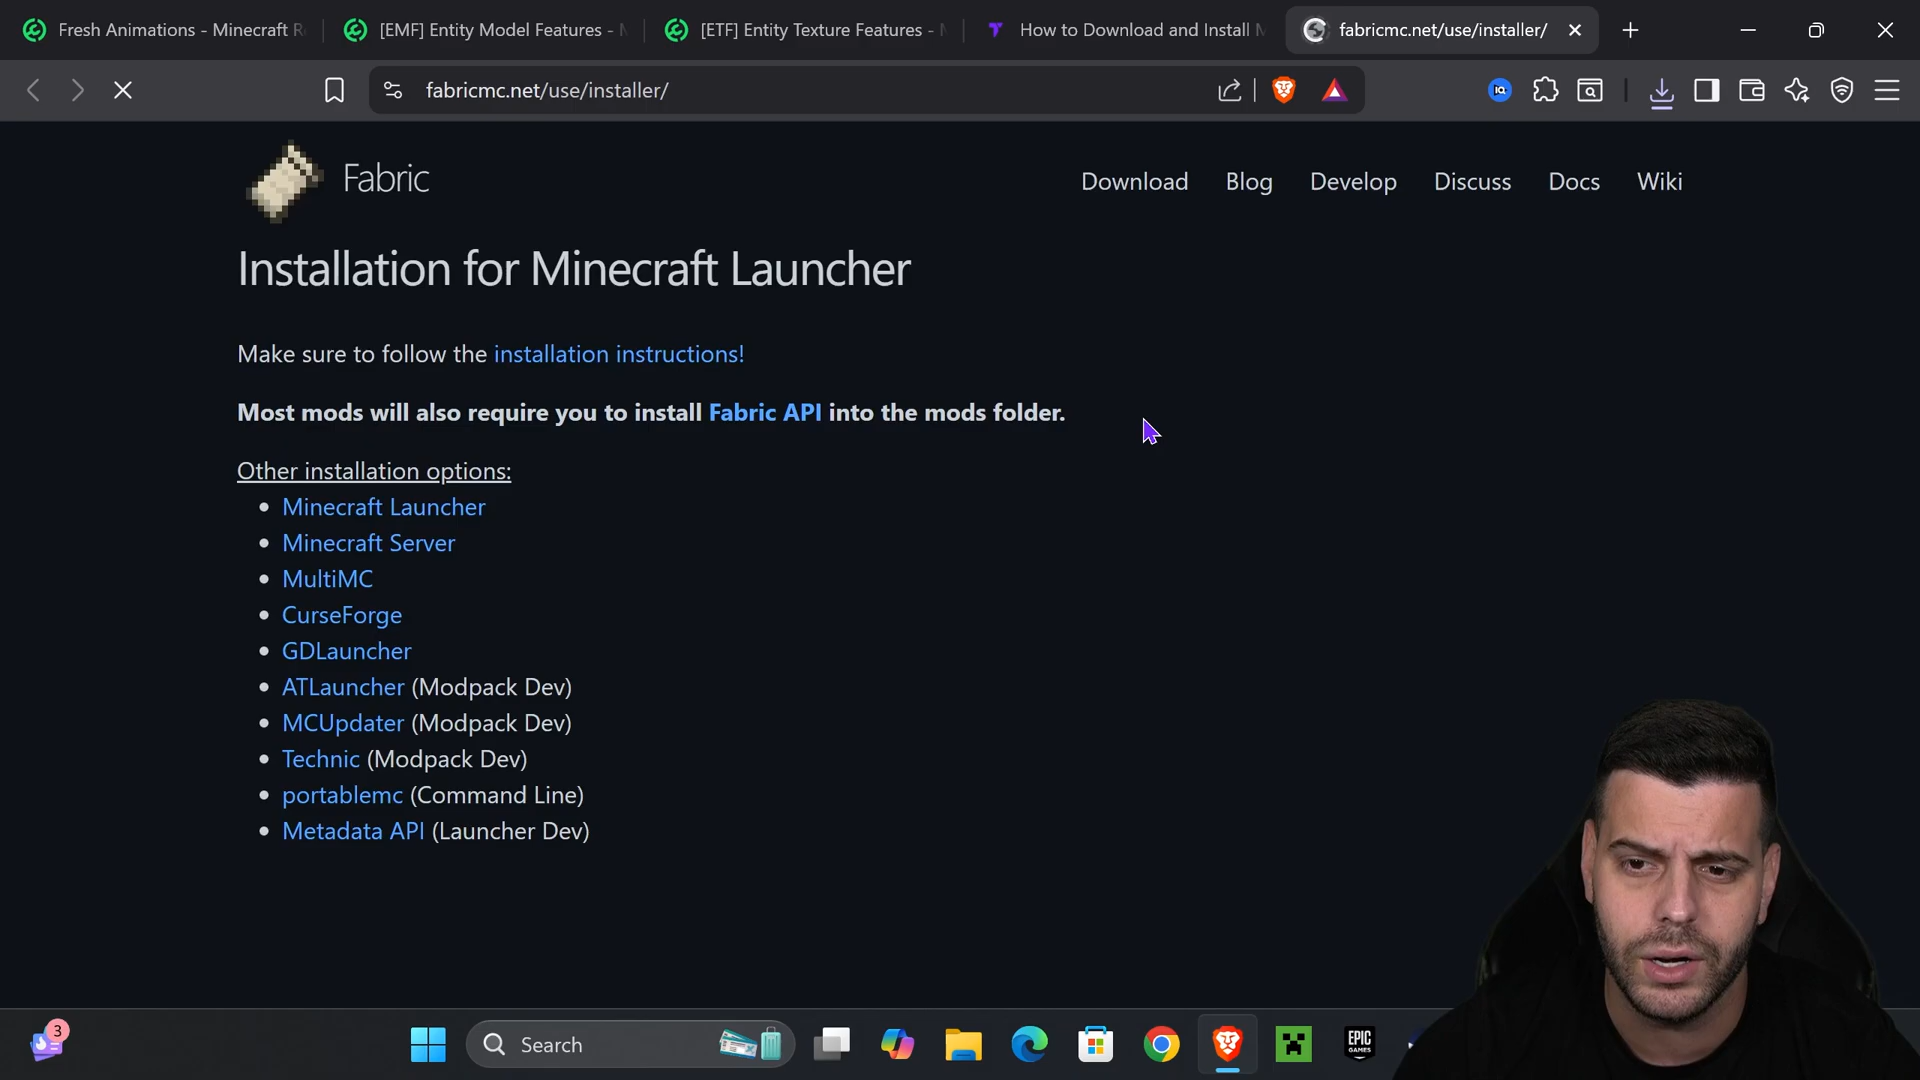 Fresh Animations - Minecraft R
[EMF] Entity Model Features -
[ETF] Entity Texture Features -
How to Download and Install M
fabricmc.net/use/installer/
fabricmc.net/use/installer/
Fabric
Download
Blog
Develop
Discuss
Docs
Wiki
Installation for Minecraft Launcher
Make sure to follow the installation instructions!
Most mods will also require you to install Fabric API into the mods folder.
Other installation options:
Minecraft Launcher
Minecraft Server
MultiMC
CurseForge
GDLauncher
ATLauncher (Modpack Dev)
MCUpdater (Modpack Dev)
Technic (Modpack Dev)
portablemc (Command Line)
Metadata API (Launcher Dev)
3
Search
EPIC
GAMES